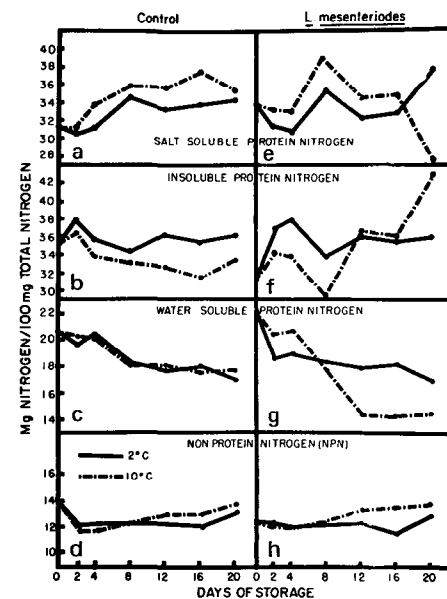 Control L. mesenteriodes
Mg NITROGEN/100 mg TOTAL NITROGEN
40
38
36
34
32
30
28
a
SALT SOLUBLE PROTEIN NITROGEN
e
INSOLUBLE PROTEIN NITROGEN
42
40
38
36
34
32
30
b
f
WATER SOLUBLE PROTEIN NITROGEN
22
20
18
16
14
c
g
NON PROTEIN NITROGEN (NPN)
2°C
10°C
16
14
12
10
d
h
0 2 4 8 12 16 20 0 2 4 8 12 16 20
DAYS OF STORAGE